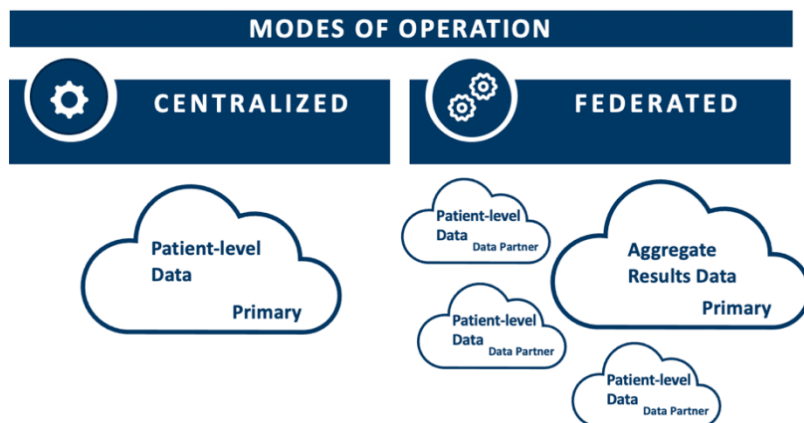 MODES OF OPERATION
CENTRALIZED
Patient-level
Data
Primary
FEDERATED
Patient-level
Data
Data Partner
Patient-level
Data
Data Partner
Patient-level
Data
Data Partner
Aggregate
Results Data
Primary